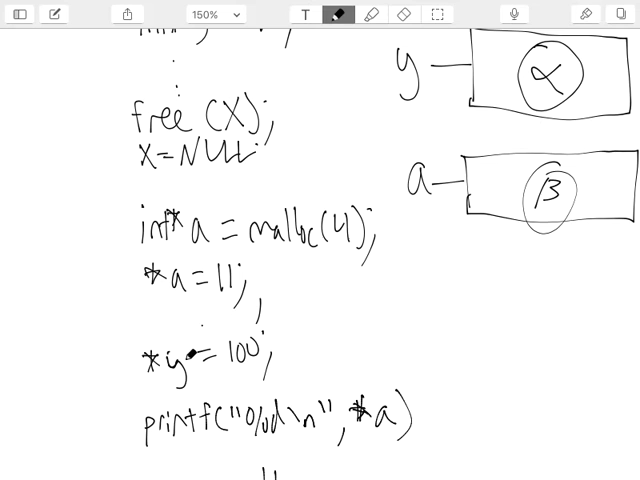 150%
T
free (X);
X=NULL
int* a = malloc(4);
*a=11;
*y = 100;
printf("%d\n", *a)
y
α
a
β